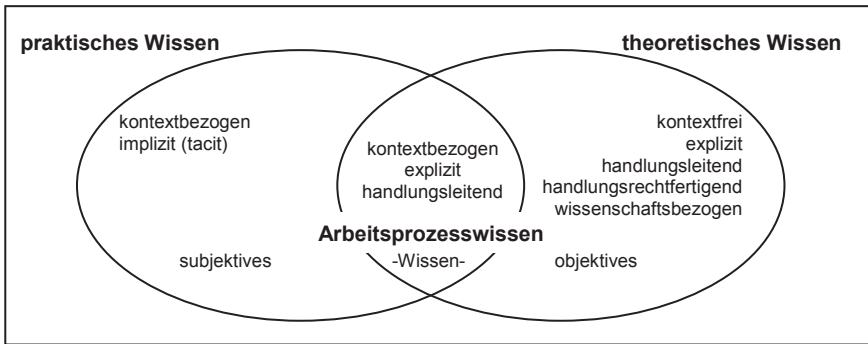 praktisches Wissen
theoretisches Wissen
kontextbezogen
implizit (tacit)
kontextbezogen
explizit
handlungsleitend
kontextfrei
explizit
handlungsleitend
handlungsrechtfertigend
wissenschaftsbezogen
Arbeitsprozesswissen
subjektives
-Wissen-
objektives